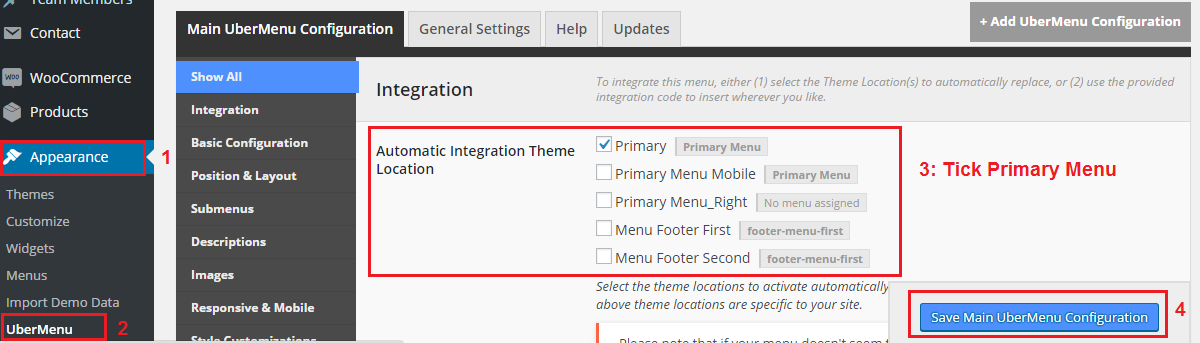 Team Members
Contact
WooCommerce
Products
Appearance
1
Themes
Customize
Widgets
Menus
Import Demo Data
UberMenu
2
Main UberMenu Configuration
General Settings
Help
Updates
+ Add UberMenu Configuration
Show All
Integration
Basic Configuration
Position & Layout
Submenus
Descriptions
Images
Responsive & Mobile
Style Customizations
Integration
To integrate this menu, either (1) select the Theme Location(s) to automatically replace, or (2) use the provided
integration code to insert wherever you like.
Automatic Integration Theme
Location
Primary Primary Menu
Primary Menu Mobile Primary Menu
Primary Menu_Right No menu assigned
Menu Footer First footer-menu-first
Menu Footer Second footer-menu-first
3: Tick Primary Menu
Select the theme locations to activate automatically
above theme locations are specific to your site.
Please note that if your menu doesn't seem
Save Main UberMenu Configuration
4